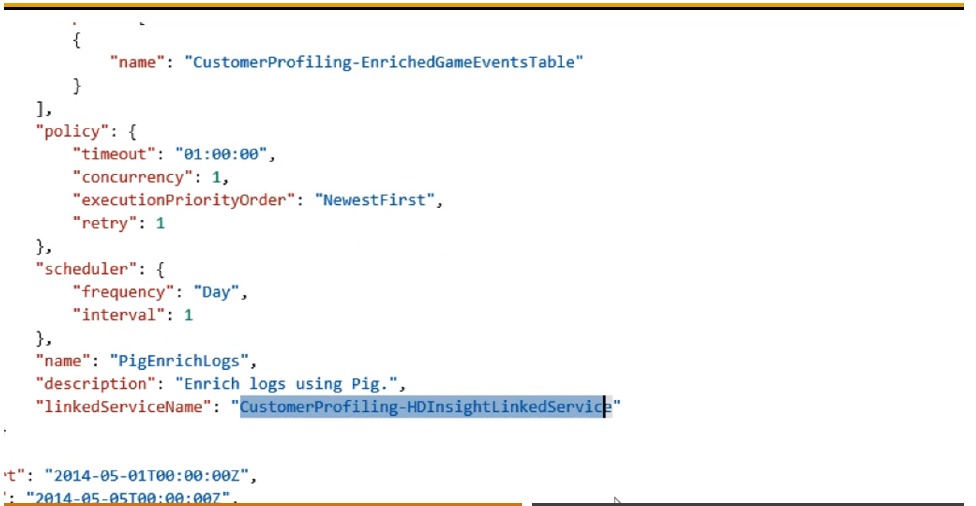 {
"name": "CustomerProfiling-EnrichedGameEventsTable"
}
],
"policy": {
"timeout": "01:00:00",
"concurrency": 1,
"executionPriorityOrder": "NewestFirst",
"retry": 1
},
"scheduler": {
"frequency": "Day",
"interval": 1
},
"name": "PigEnrichLogs",
"description": "Enrich logs using Pig.",
"linkedServiceName": "CustomerProfiling-HDInsightLinkedService"
t": "2014-05-01T00:00:00Z",
": "2014-05-05T00:00:00Z",